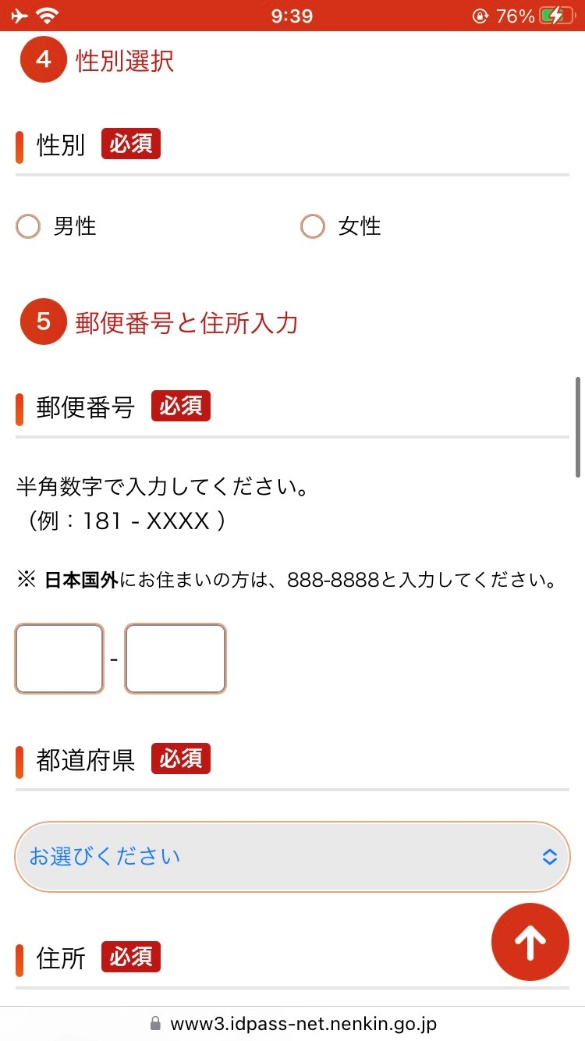 9:39
76%
4 性別選択
性別 必須
男性 女性
5 郵便番号と住所入力
郵便番号 必須
半角数字で入力してください。
（例：181 - XXXX ）
※ 日本国外にお住まいの方は、888-8888と入力してください。
-
都道府県 必須
お選びください
住所 必須
www3.idpass-net.nenkin.go.jp